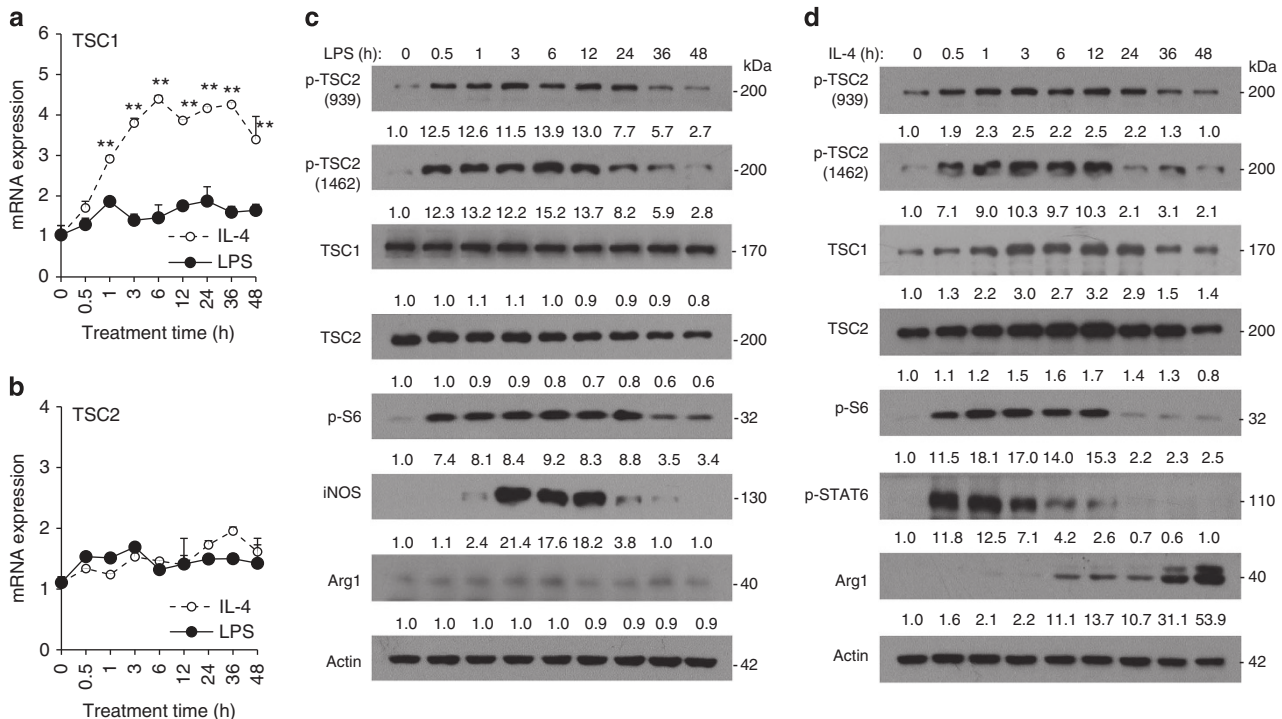 a
TSC1
mRNA expression
6
5
4
3
2
1
0
** ** ** ** ** ** **
IL-4
LPS
0 0.5 1 3 6 12 24 36 48
Treatment time (h)
b
TSC2
mRNA expression
4
3
2
1
0
IL-4
LPS
0 0.5 1 3 6 12 24 36 48
Treatment time (h)
c
LPS (h): 0 0.5 1 3 6 12 24 36 48
kDa
p-TSC2
(939)
200
1.0 12.5 12.6 11.5 13.9 13.0 7.7 5.7 2.7
p-TSC2
(1462)
200
1.0 12.3 13.2 12.2 15.2 13.7 8.2 5.9 2.8
TSC1 170
1.0 1.0 1.1 1.1 1.0 0.9 0.9 0.9 0.8
TSC2 200
1.0 1.0 0.9 0.9 0.8 0.7 0.8 0.6 0.6
p-S6 32
1.0 7.4 8.1 8.4 9.2 8.3 8.8 3.5 3.4
iNOS 130
1.0 1.1 2.4 21.4 17.6 18.2 3.8 1.0 1.0
Arg1 40
1.0 1.0 1.0 1.0 1.0 0.9 0.9 0.9 0.9
Actin 42
d
IL-4 (h): 0 0.5 1 3 6 12 24 36 48
kDa
p-TSC2
(939)
200
1.0 1.9 2.3 2.5 2.2 2.5 2.2 1.3 1.0
p-TSC2
(1462)
200
1.0 7.1 9.0 10.3 9.7 10.3 2.1 3.1 2.1
TSC1 170
1.0 1.3 2.2 3.0 2.7 3.2 2.9 1.5 1.4
TSC2 200
1.0 1.1 1.2 1.5 1.6 1.7 1.4 1.3 0.8
p-S6 32
1.0 11.5 18.1 17.0 14.0 15.3 2.2 2.3 2.5
p-STAT6 110
1.0 11.8 12.5 7.1 4.2 2.6 0.7 0.6 1.0
Arg1 40
1.0 1.6 2.1 2.2 11.1 13.7 10.7 31.1 53.9
Actin 42